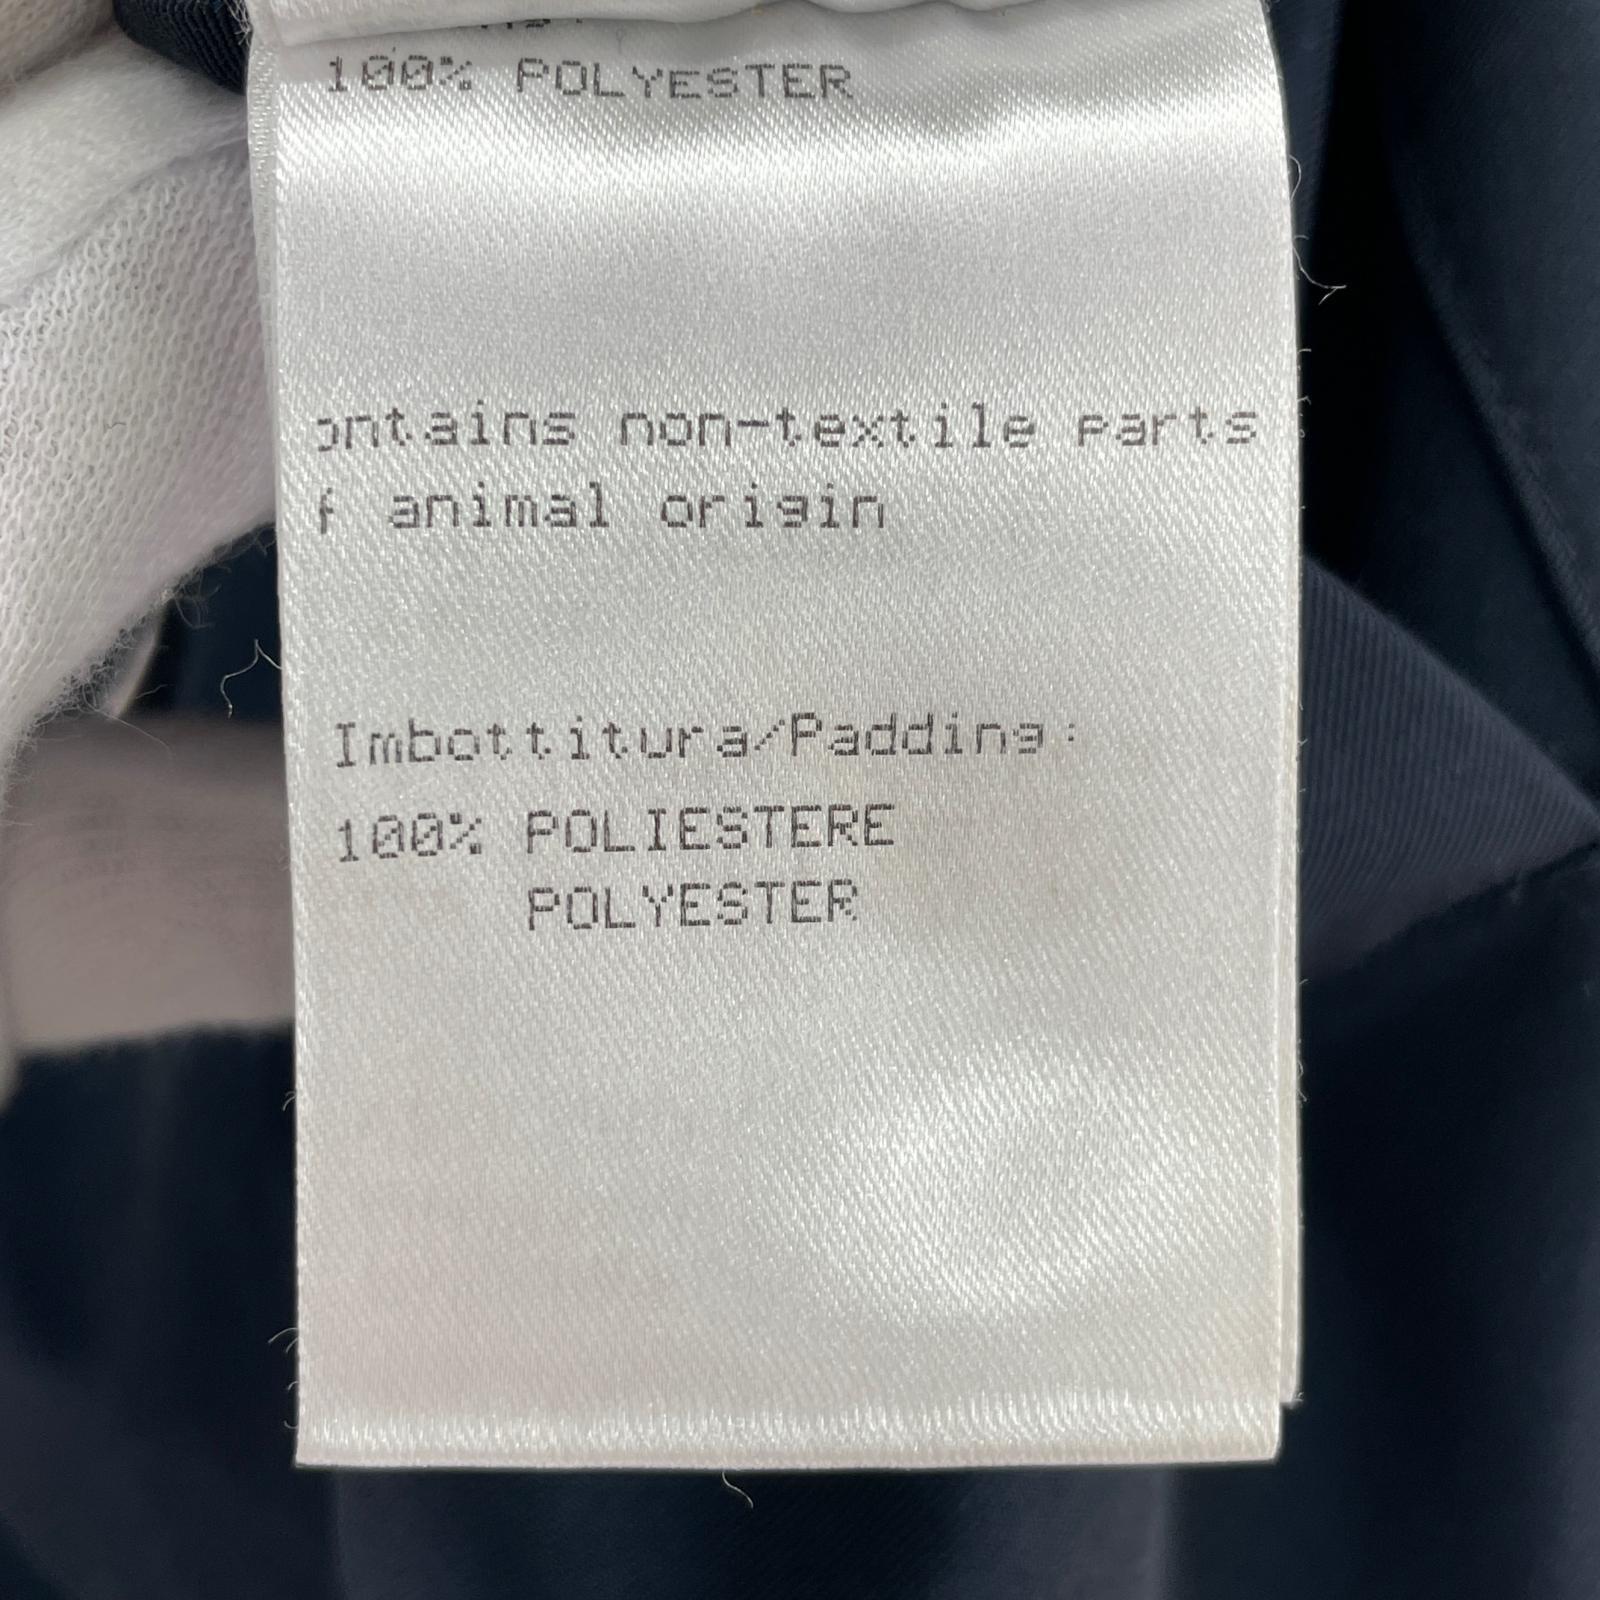 100% POLYESTER
ontains non-textile parts
f animal origin
Imbottitura/Padding:
100% POLIESTERE
POLYESTER